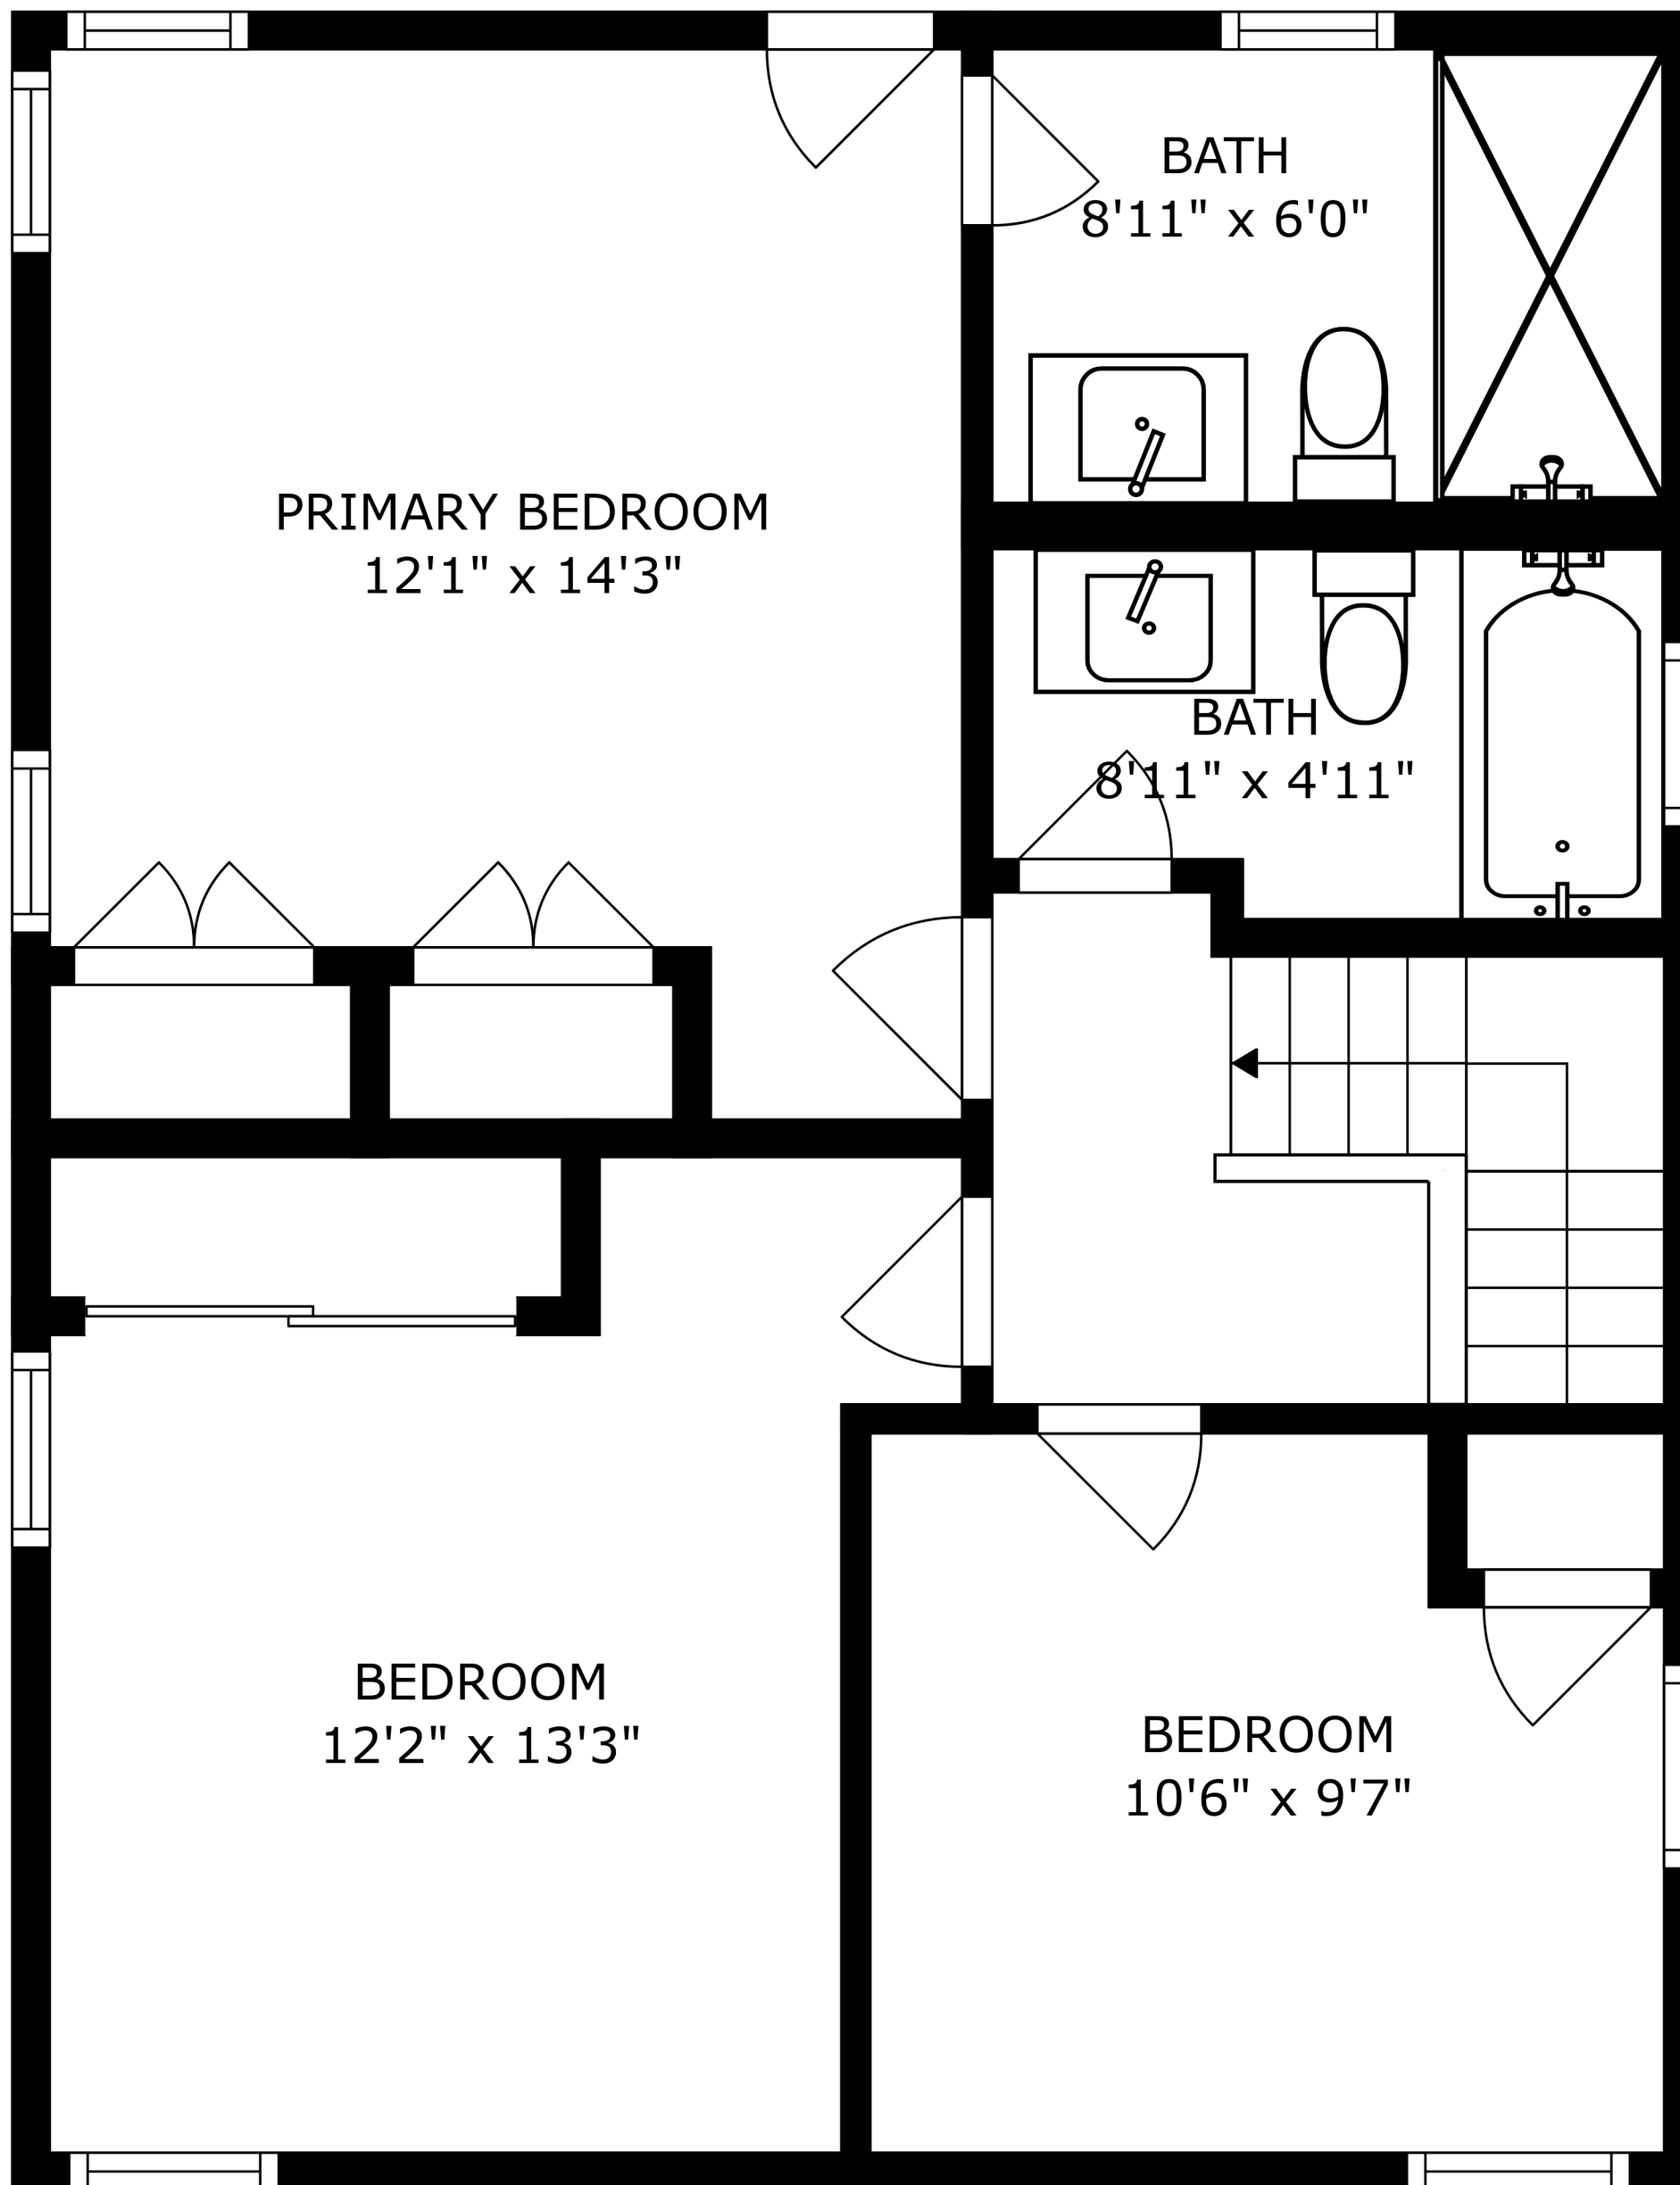 BATH
8'11" x 6'0"
PRIMARY BEDROOM
12'1" x 14'3"
BATH
8'11" x 4'11"
BEDROOM
12'2" x 13'3"
BEDROOM
10'6" x 9'7"